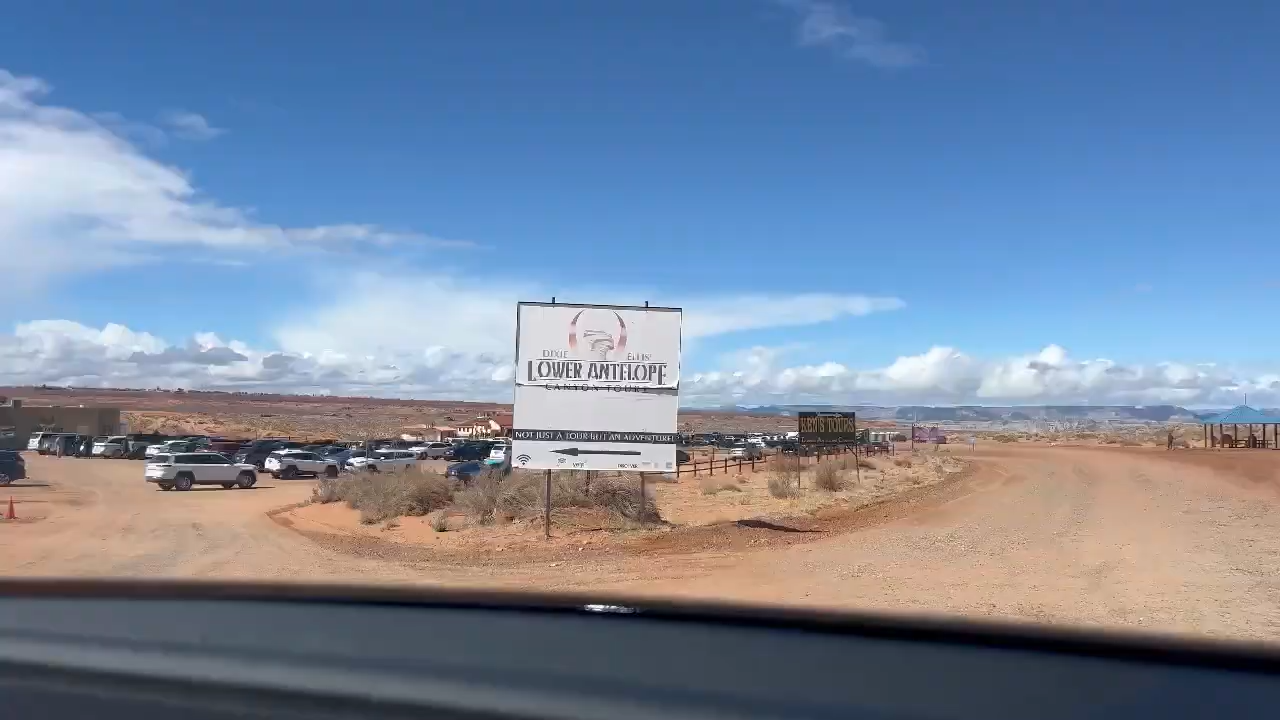 DIXIE ELLIS'
LOWER ANTELOPE
CANYON TOURS
NOT JUST A TOUR BUT AN ADVENTURE!
KEN'S TOURS